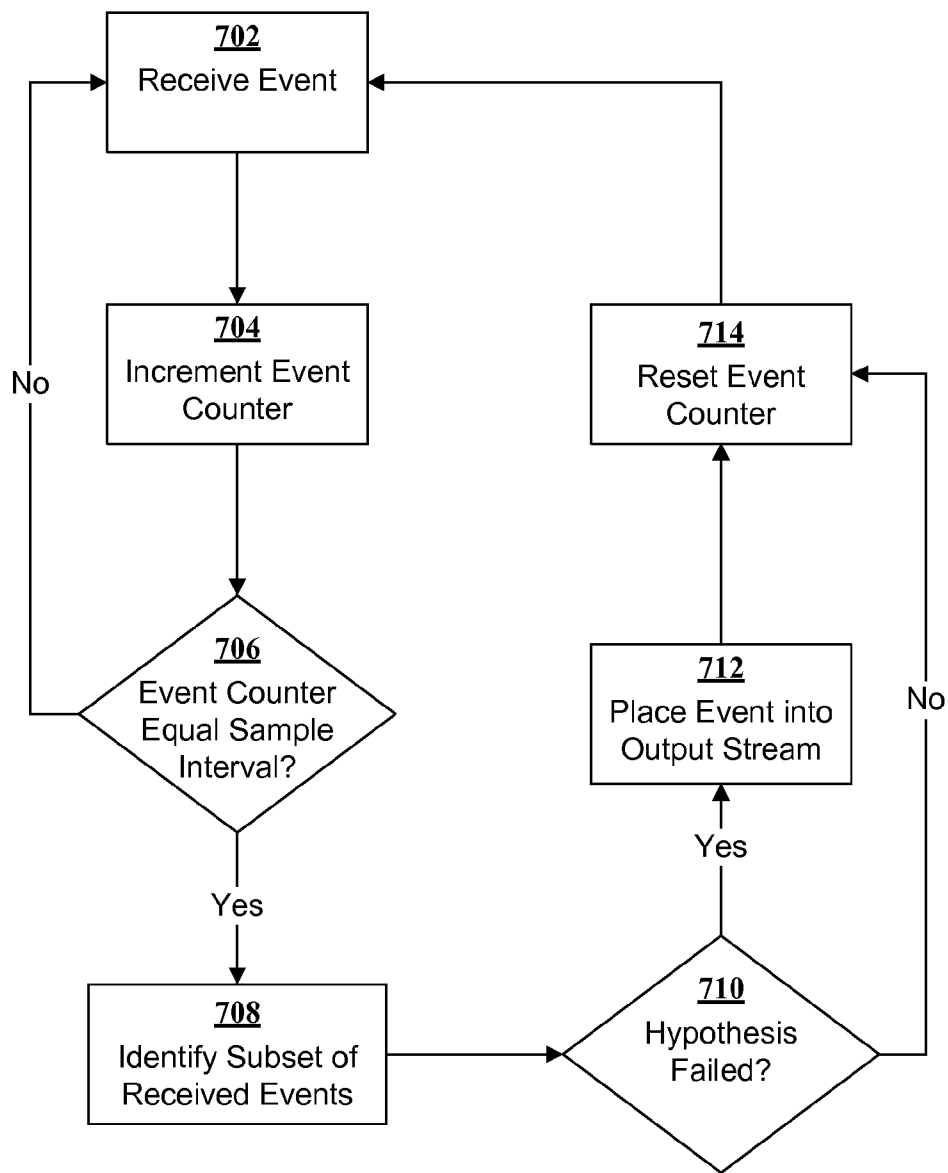 702
Receive Event
704
Increment Event
Counter
No
706
Event Counter
Equal Sample
Interval?
Yes
708
Identify Subset of
Received Events
710
Hypothesis
Failed?
Yes
No
712
Place Event into
Output Stream
714
Reset Event
Counter